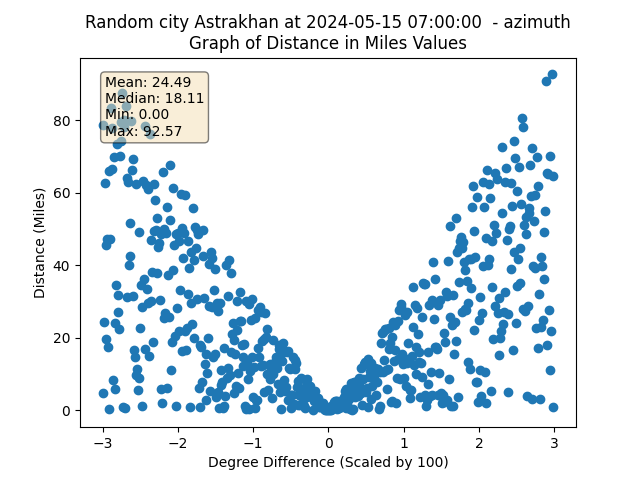 Random city Astrakhan at 2024-05-15 07:00:00  - azimuth
Graph of Distance in Miles Values
Mean: 24.49
Median: 18.11
Min: 0.00
Max: 92.57
80
60
40
20
0
Distance (Miles)
−3 −2 −1 0 1 2 3
Degree Difference (Scaled by 100)